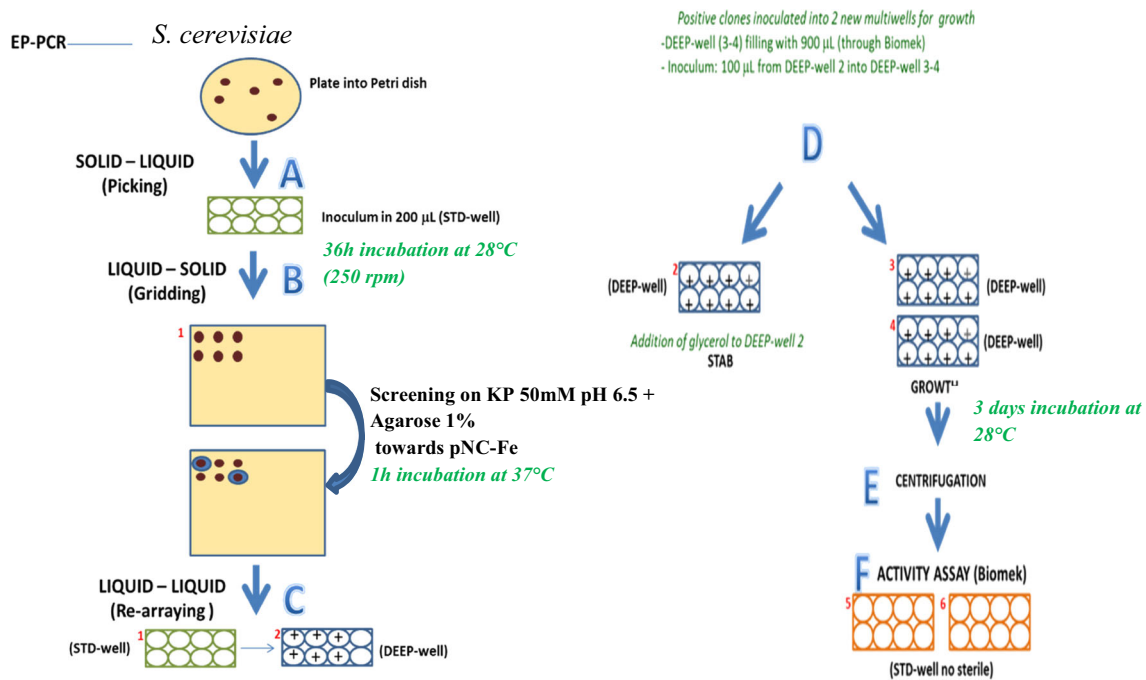 EP-PCR
S. cerevisiae
Plate into Petri dish
SOLID – LIQUID
(Picking)
A
Inoculum in 200 µL (STD-well)
36h incubation at 28°C
(250 rpm)
LIQUID – SOLID
(Gridding)
B
1
Screening on KP 50mM pH 6.5 +
Agarose 1%
towards pNC-Fe
1h incubation at 37°C
LIQUID – LIQUID
(Re-arraying )
C
(STD-well)
1
2
(DEEP-well)
Positive clones inoculated into 2 new multiwells for growth
-DEEP-well (3-4) filling with 900 µL (through Biomek)
- Inoculum: 100 µL from DEEP-well 2 into DEEP-well 3-4
D
2
(DEEP-well)
Addition of glycerol to DEEP-well 2
STAB
3
(DEEP-well)
4
(DEEP-well)
3 days incubation at
28°C
E
CENTRIFUGATION
F
ACTIVITY ASSAY (Biomek)
5
6
(STD-well no sterile)